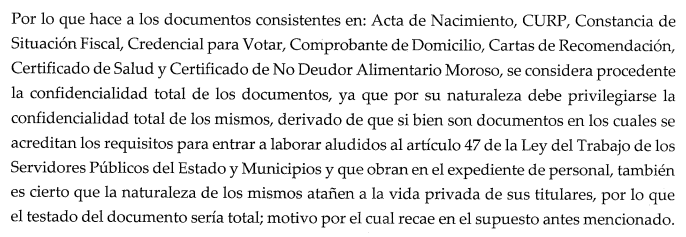 Por lo que hace a los documentos consistentes en: Acta de Nacimiento, CURP, Constancia de
Situación Fiscal, Credencial para Votar, Comprobante de Domicilio, Cartas de Recomendación,
Certificado de Salud y Certificado de No Deudor Alimentario Moroso, se considera procedente
la confidencialidad total de los documentos, ya que por su naturaleza debe privilegiarse la
confidencialidad total de los mismos, derivado de que si bien son documentos en los cuales se
acreditan los requisitos para entrar a laborar aludidos al artículo 47 de la Ley del Trabajo de los
Servidores Públicos del Estado y Municipios y que obran en el expediente de personal, también
es cierto que la naturaleza de los mismos atañen a la vida privada de sus titulares, por lo que
el testado del documento sería total; motivo por el cual recae en el supuesto antes mencionado.